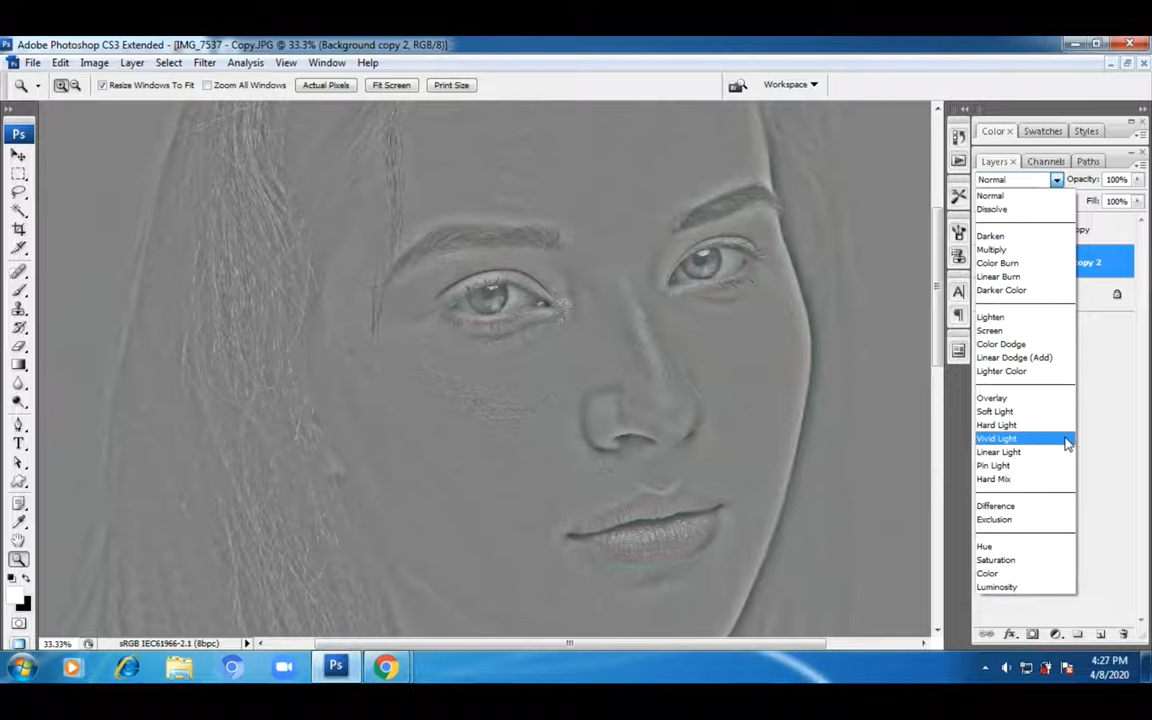 Adobe Photoshop CS3 Extended - [IMG_7537 - Copy.JPG @ 33.3% (Background copy 2, RGB/8)]
File Edit Image Layer Select Filter Analysis View Window Help
Resize Windows To Fit Zoom All Windows Actual Pixels Fit Screen Print Size Workspace
Ps
Color Swatches Styles
Layers Channels Paths
Normal Opacity: 100%
Normal Fill: 100%
Dissolve
Darken
Multiply
Color Burn
Linear Burn
Darker Color
Lighten
Screen
Color Dodge
Linear Dodge (Add)
Lighter Color
Overlay
Soft Light
Hard Light
Vivid Light
Linear Light
Pin Light
Hard Mix
Difference
Exclusion
Hue
Saturation
Color
Luminosity
opy
opy 2
33.33% sRGB IEC61966-2.1 (8bpc)
Ps
4:27 PM
4/8/2020